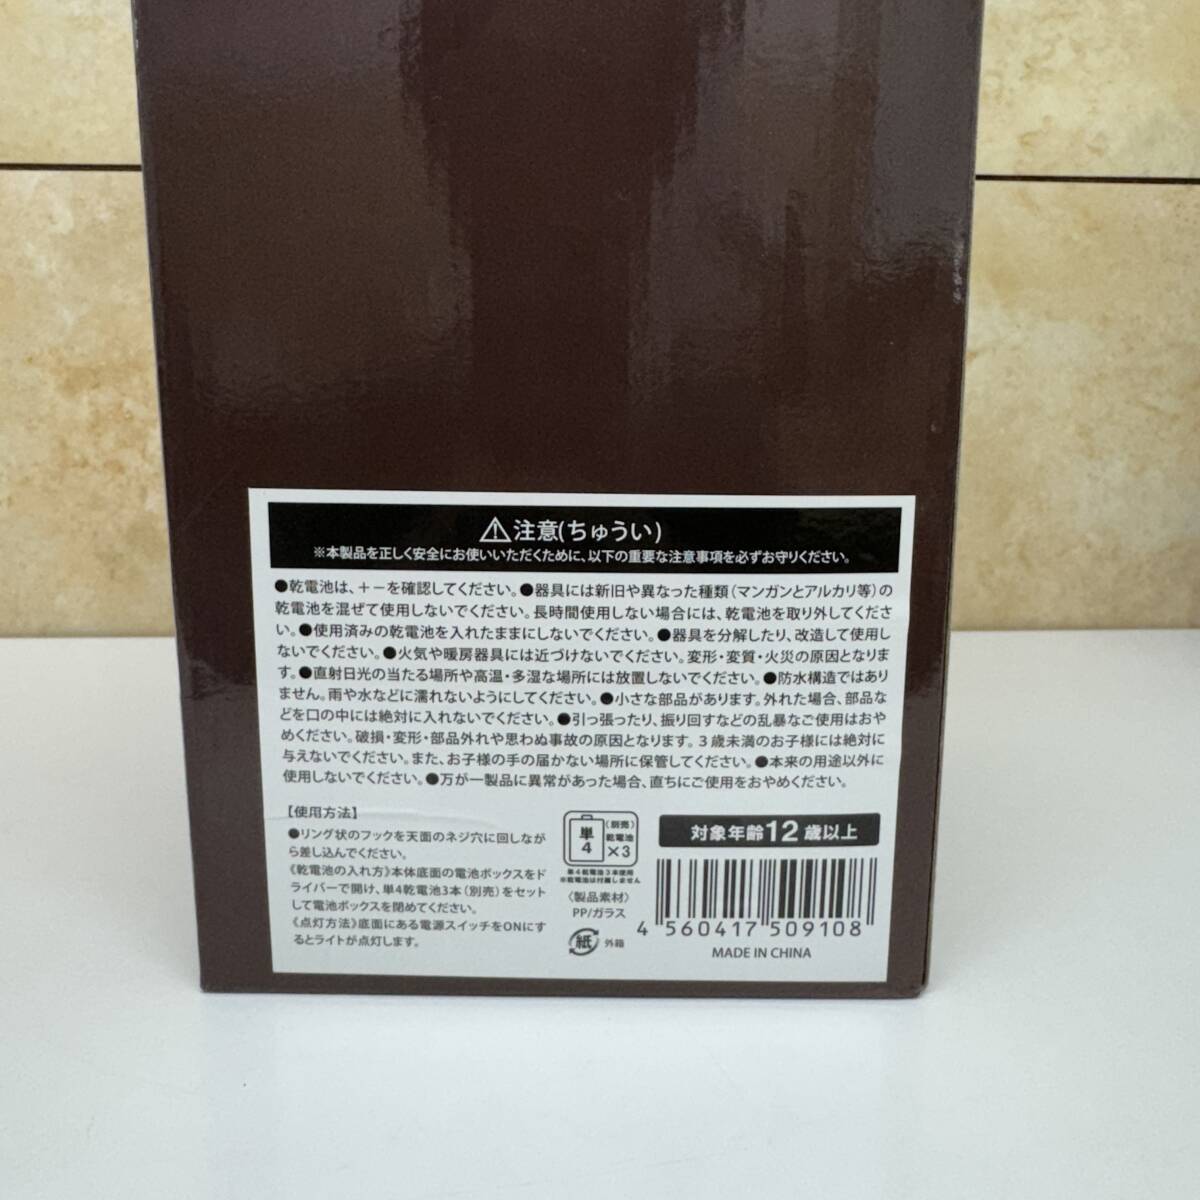 ⚠注意(ちゅうい)
※本製品を正しく安全にお使いいただくために、以下の重要な注意事項を必ずお守りください。
●乾電池は、＋－を確認してください。●器具には新旧や異なった種類(マンガンとアルカリ等)の
乾電池を混ぜて使用しないでください。長時間使用しない場合には、乾電池を取り外してくださ
い。●使用済みの乾電池を入れたままにしないでください。●器具を分解したり、改造して使用し
ないでください。●火気や暖房器具には近づけないでください。変形・変質・火災の原因となりま
す。●直射日光の当たる場所や高温・多湿な場所には放置しないでください。●防水構造ではあり
ません。雨や水などに濡れないようにしてください。●小さな部品があります。外れた場合、部品な
どを口の中には絶対に入れないでください。●引っ張ったり、振り回すなどの乱暴なご使用はおや
めください。破損・変形・部品外れや思わぬ事故の原因となります。３歳未満のお子様には絶対に
与えないでください。また、お子様の手の届かない場所に保管してください。●本来の用途以外に
使用しないでください。●万が一製品に異常があった場合、直ちにご使用をおやめください。
【使用方法】
●リング状のフックを天面のネジ穴に回しなが
ら差し込んでください。
《乾電池の入れ方》本体底面の電池ボックスをド
ライバーで開け、単4乾電池3本(別売)をセット
して電池ボックスを閉めてください。
《点灯方法》底面にある電源スイッチをONにす
るとライトが点灯します。
単
4
(別売)
乾電池
×3
単4乾電池3本使用
※乾電池は付属しません
〈製品素材〉
PP/ガラス
紙 外箱
対象年齢12歳以上
4 560417 509108
MADE IN CHINA